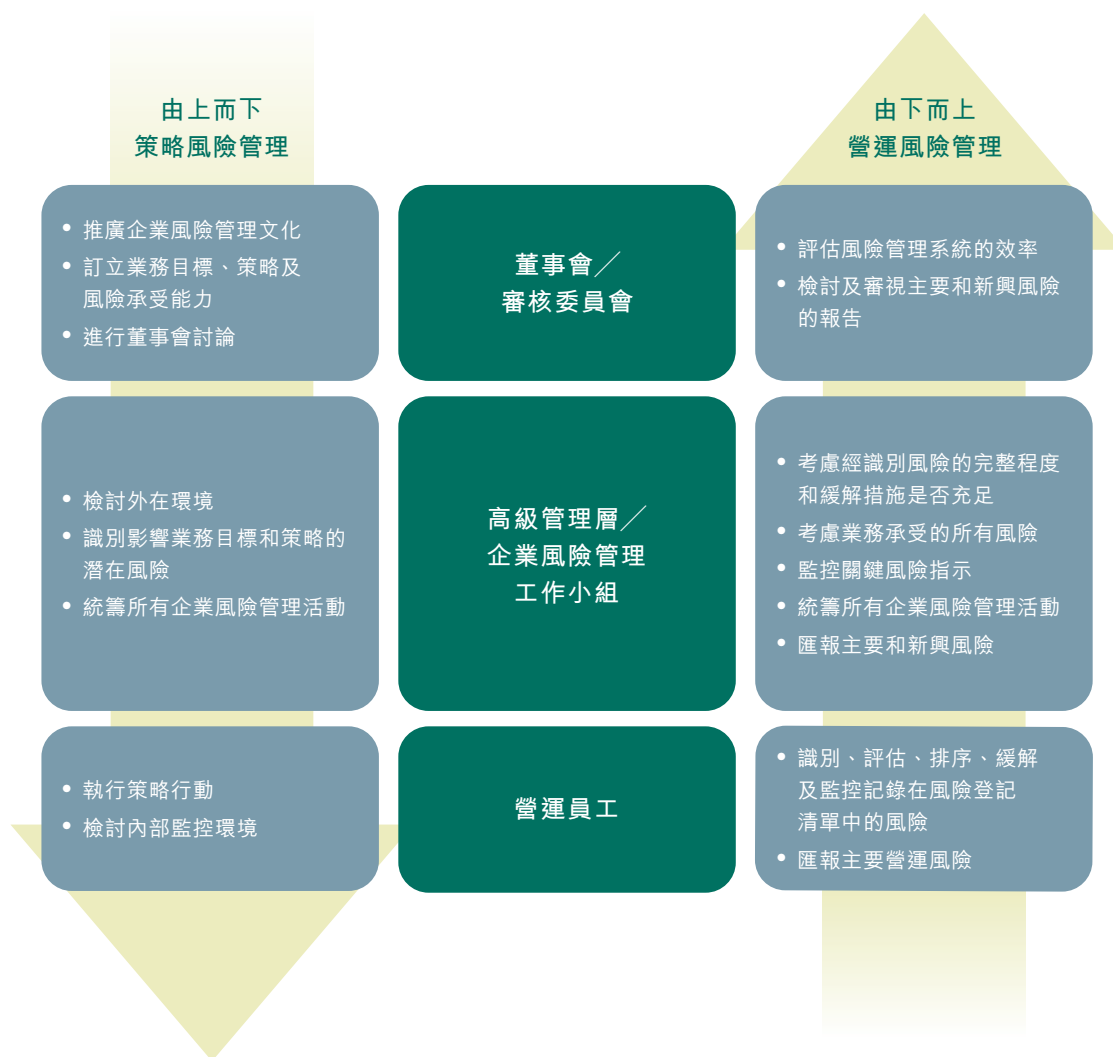 由上而下
策略風險管理
由下而上
營運風險管理
• 推廣企業風險管理文化
• 訂立業務目標、策略及
風險承受能力
• 進行董事會討論
董事會╱
審核委員會
• 評估風險管理系統的效率
• 檢討及審視主要和新興風險
的報告
• 檢討外在環境
• 識別影響業務目標和策略的
潛在風險
• 統籌所有企業風險管理活動
高級管理層╱
企業風險管理
工作小組
• 考慮經識別風險的完整程度
和緩解措施是否充足
• 考慮業務承受的所有風險
• 監控關鍵風險指示
• 統籌所有企業風險管理活動
• 匯報主要和新興風險
• 執行策略行動
• 檢討內部監控環境
營運員工
• 識別、評估、排序、緩解
及監控記錄在風險登記
清單中的風險
• 匯報主要營運風險